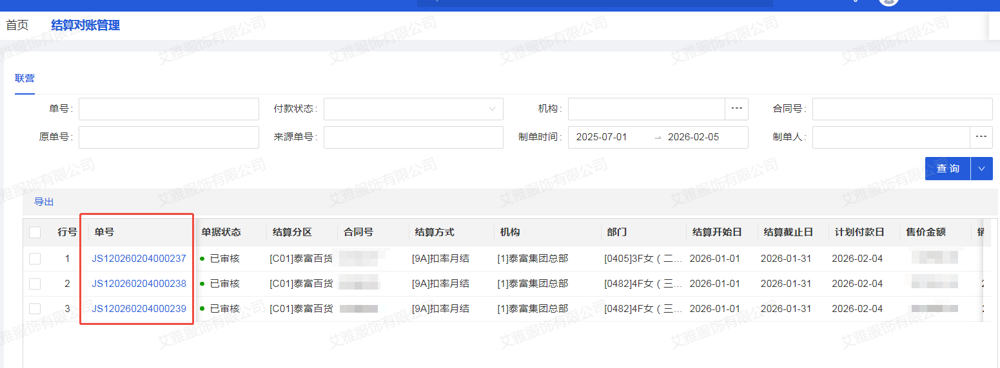 首页 结算对账管理
联营
单号: 付款状态: 机构: ··· 合同号:
原单号: 来源单号: 制单时间: 2025-07-01 → 2026-02-05 制单人: ···
查 询
导出
行号 单号 单据状态 结算分区 合同号 结算方式 机构 部门 结算开始日 结算截止日 计划付款日 售价金额 销
1 JS120260204000237 已审核 [C01]泰富百货 [9A]扣率月结 [1]泰富集团总部 [0405]3F女（二... 2026-01-01 2026-01-31 2026-02-04
2 JS120260204000238 已审核 [C01]泰富百货 [9A]扣率月结 [1]泰富集团总部 [0482]4F女（三... 2026-01-01 2026-01-31 2026-02-04
3 JS120260204000239 已审核 [C01]泰富百货 [9A]扣率月结 [1]泰富集团总部 [0482]4F女（三... 2026-01-01 2026-01-31 2026-02-04
艾雅服饰有限公司